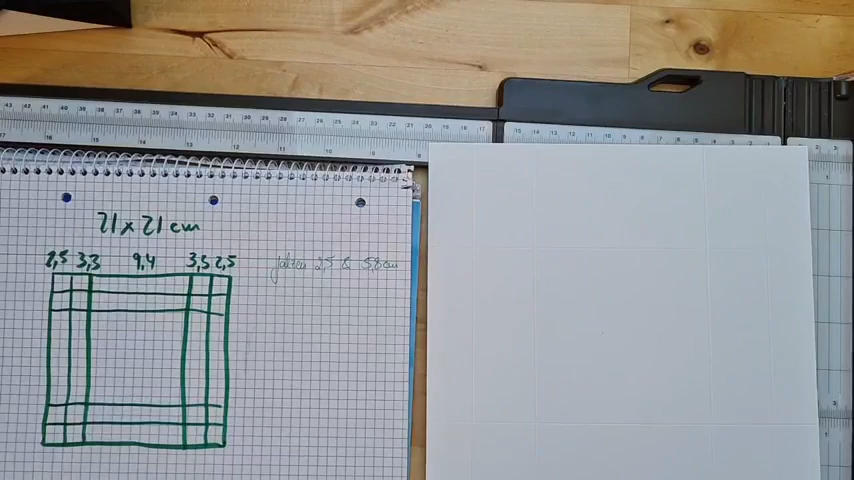 21 x 21 cm
2,5 3,3 9,4 3,3 2,5
falzen 2,5 & 5,8 cm